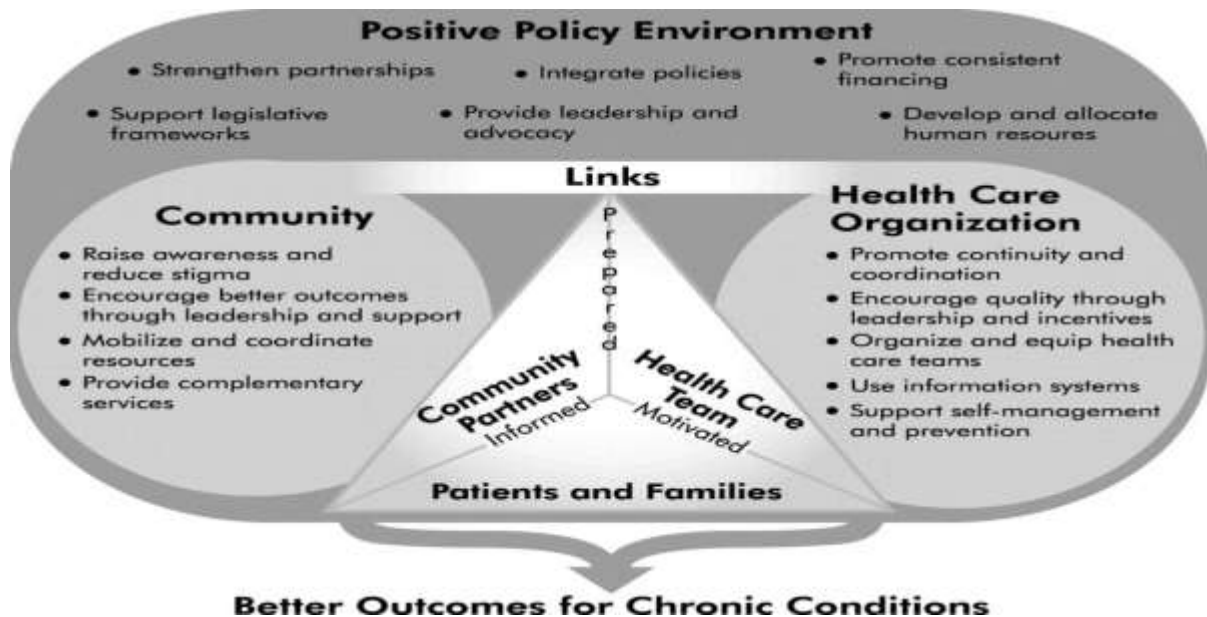 Positive Policy Environment
• Strengthen partnerships
• Integrate policies
• Promote consistent
financing
• Support legislative
frameworks
• Provide leadership and
advocacy
• Develop and allocate
human resoures
Links
Community
• Raise awareness and
reduce stigma
• Encourage better outcomes
through leadership and support
• Mobilize and coordinate
resources
• Provide complementary
services
Prepared
Community
Partners
Informed
Health Care
Team
Motivated
Patients and Families
Health Care
Organization
• Promote continuity and
coordination
• Encourage quality through
leadership and incentives
• Organize and equip health
care teams
• Use information systems
• Support self-management
and prevention
Better Outcomes for Chronic Conditions